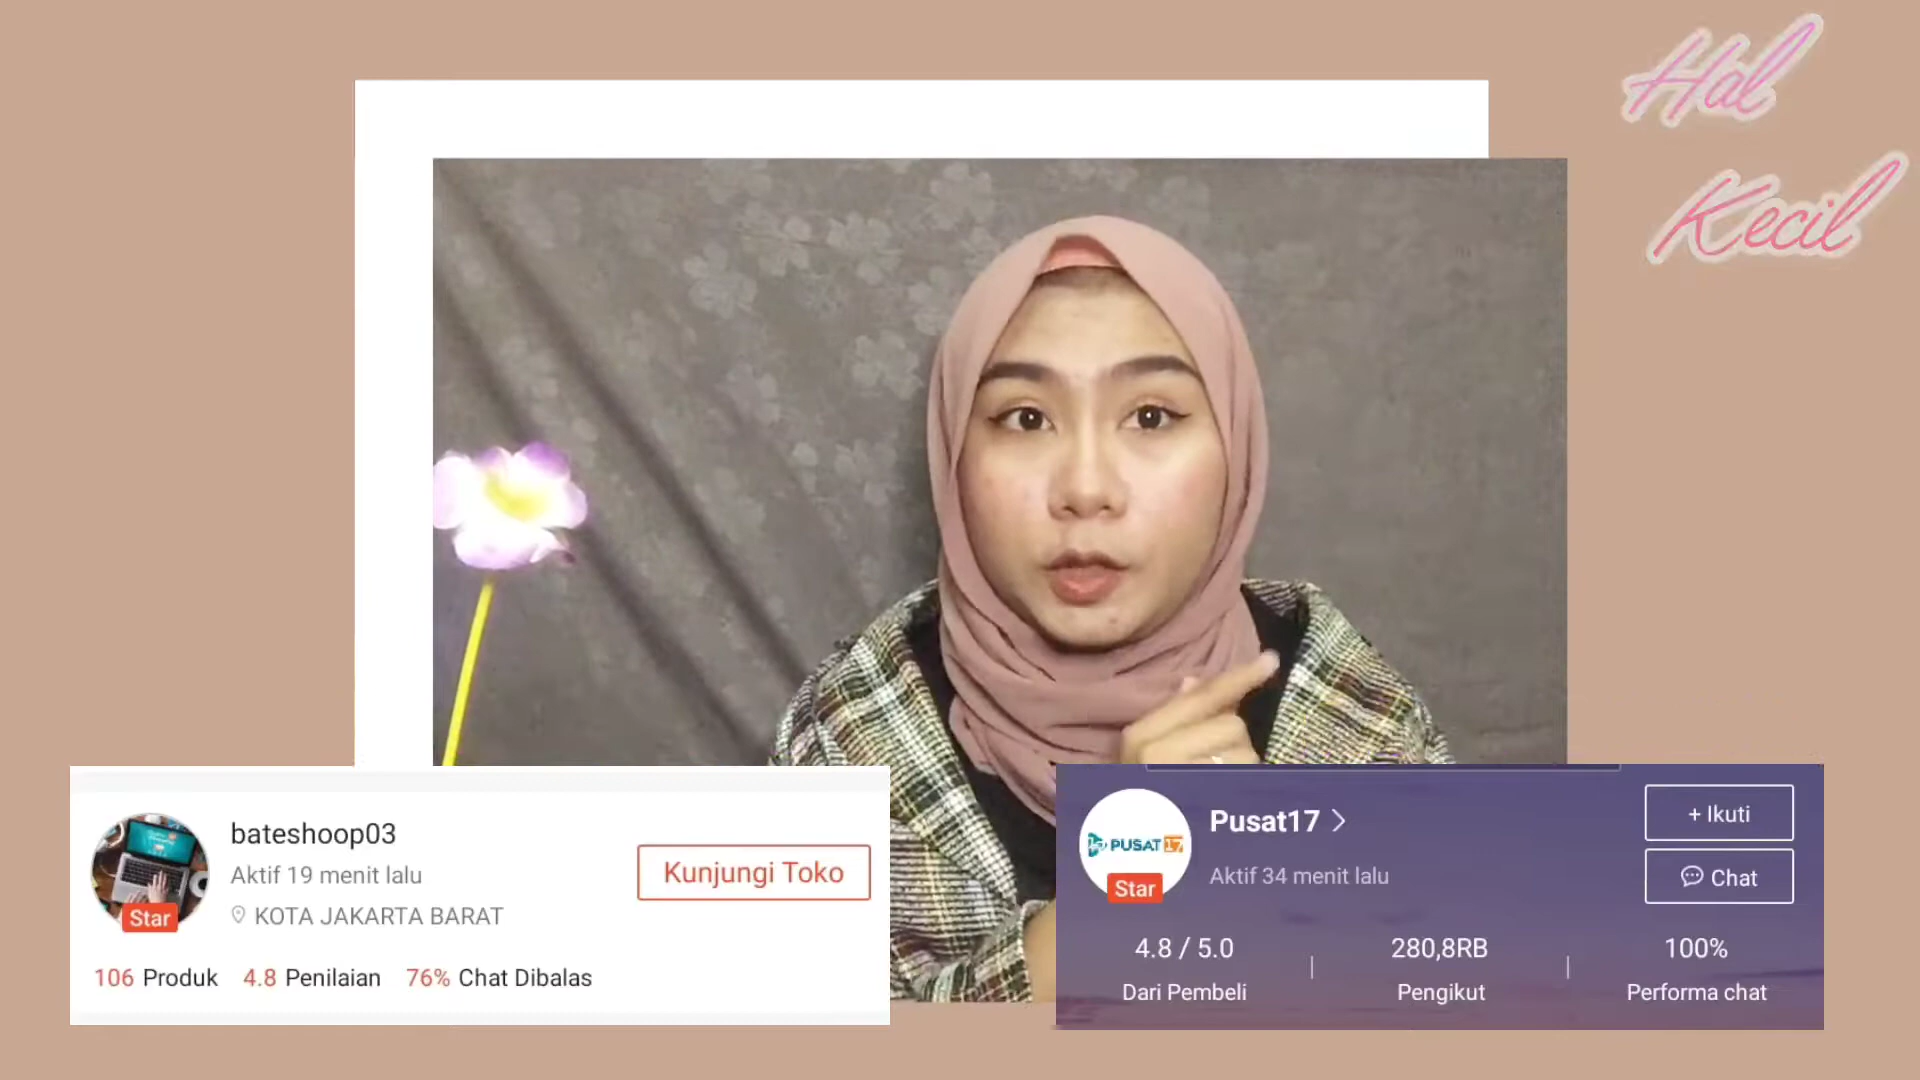 Hal
Kecil
bateshoop03
Aktif 19 menit lalu
KOTA JAKARTA BARAT
Star
Kunjungi Toko
106 Produk 4.8 Penilaian 76% Chat Dibalas
PUSAT 17
Star
Pusat17
Aktif 34 menit lalu
+ Ikuti
Chat
4.8 / 5.0
Dari Pembeli
280,8RB
Pengikut
100%
Performa chat